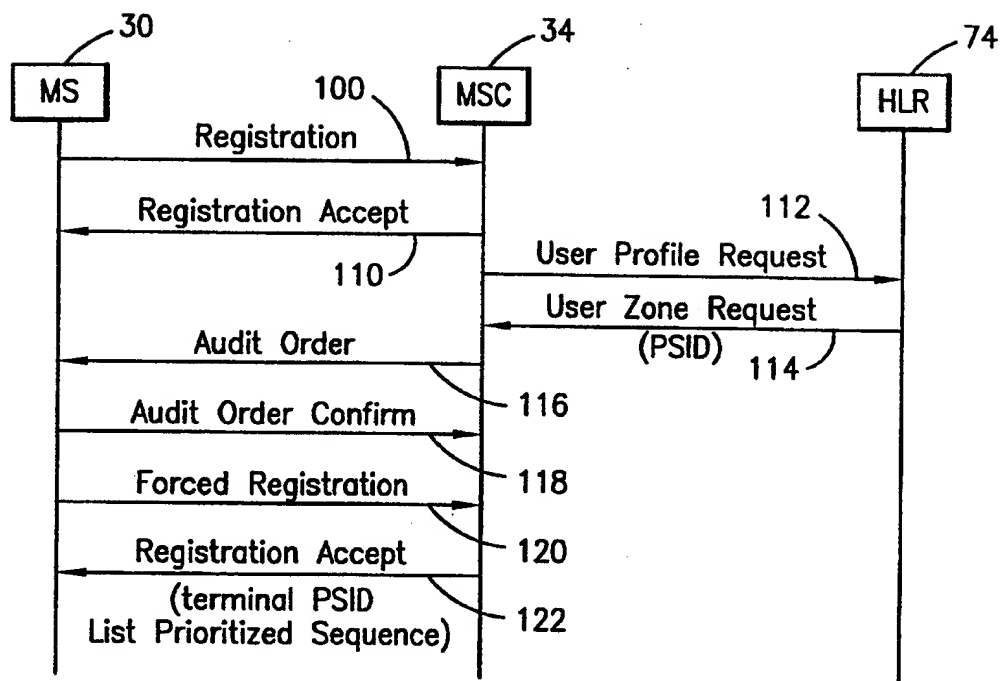 30
34
74
MS
MSC
HLR
100
Registration
Registration Accept
110
112
User Profile Request
User Zone Request
(PSID)
114
Audit Order
116
Audit Order Confirm
118
Forced Registration
120
Registration Accept
(terminal PSID
List Prioritized Sequence)
122